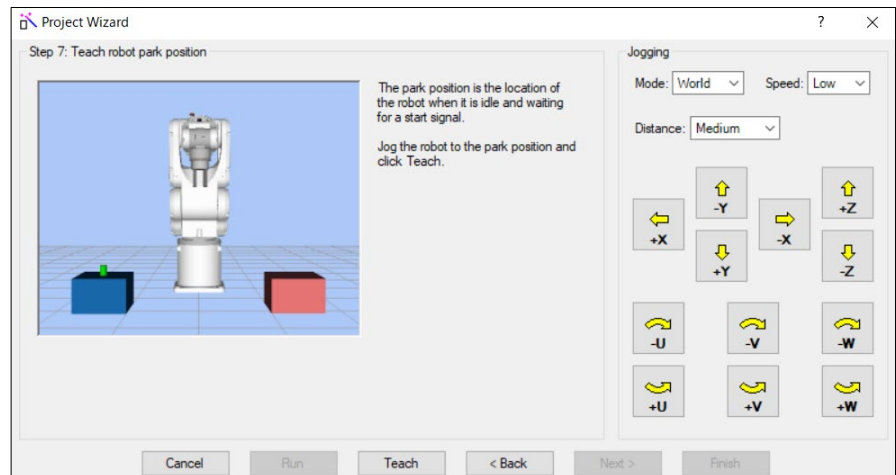 Project Wizard
?
Step 7: Teach robot park position
The park position is the location of
the robot when it is idle and waiting
for a start signal.
Jog the robot to the park position and
click Teach.
Jogging
Mode: World Speed: Low
Distance: Medium
-Y
+Z
+X
-X
+Y
-Z
-U -V -W
+U +V +W
Cancel Run Teach < Back Next > Finish